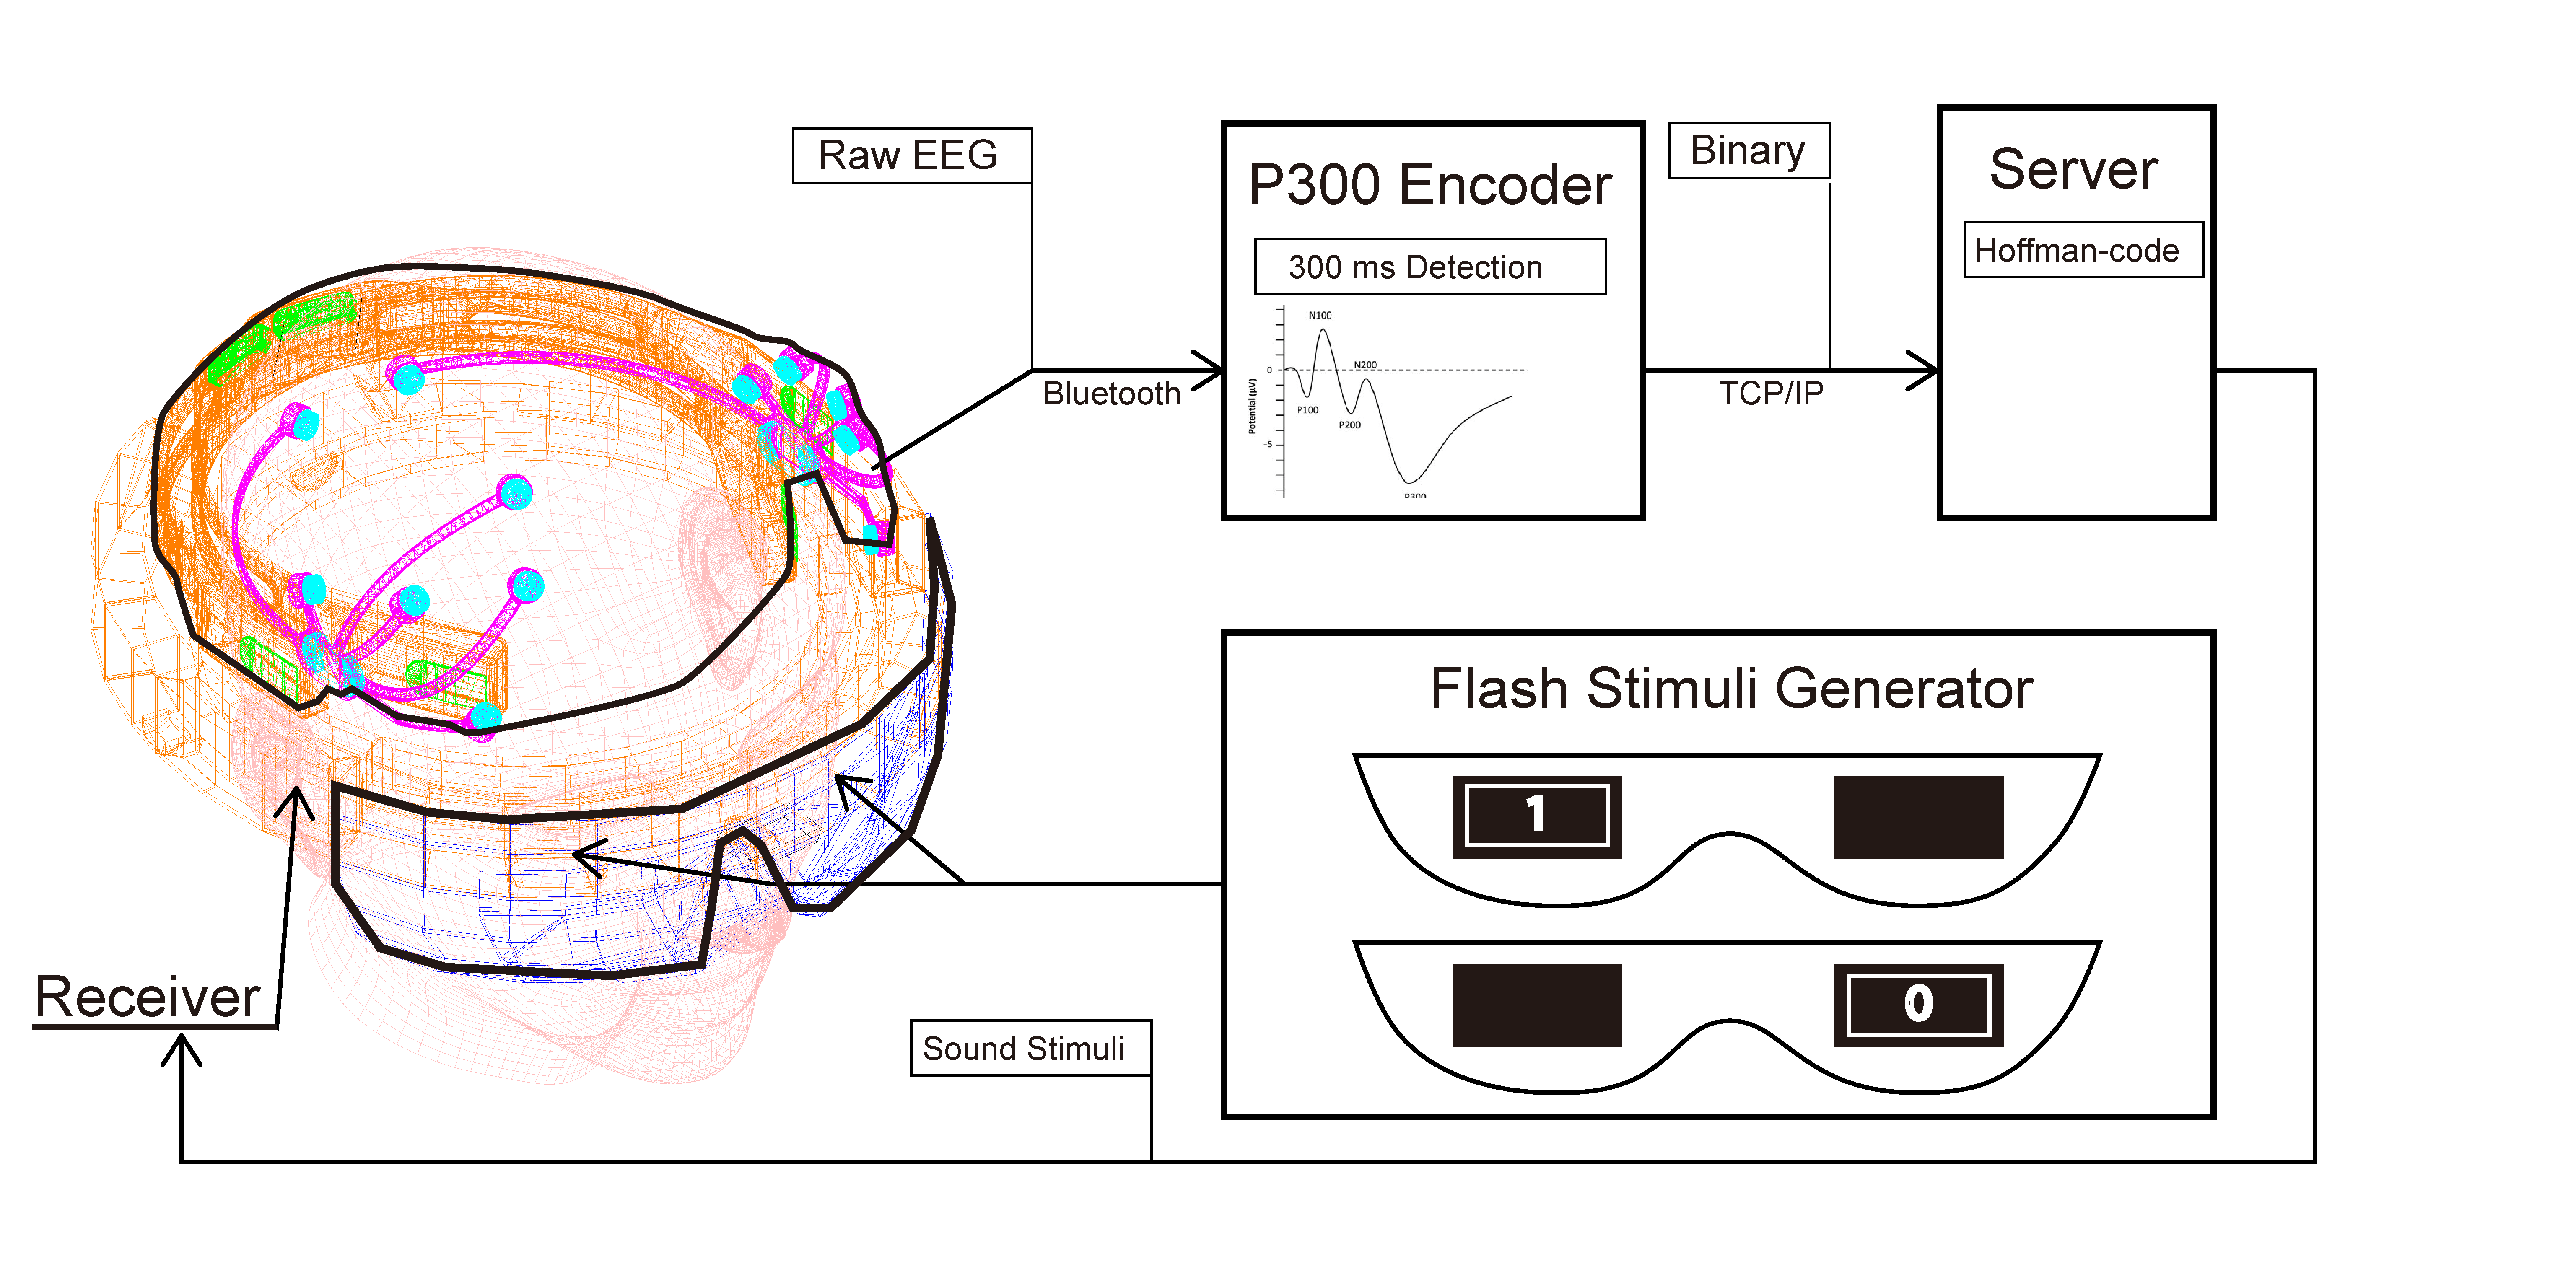 Raw EEG
Bluetooth
P300 Encoder
300 ms Detection
N100
N200
0
P100
P200
-5
P300
Potential (μV)
Binary
TCP/IP
Server
Hoffman-code
Flash Stimuli Generator
1
0
Receiver
Sound Stimuli